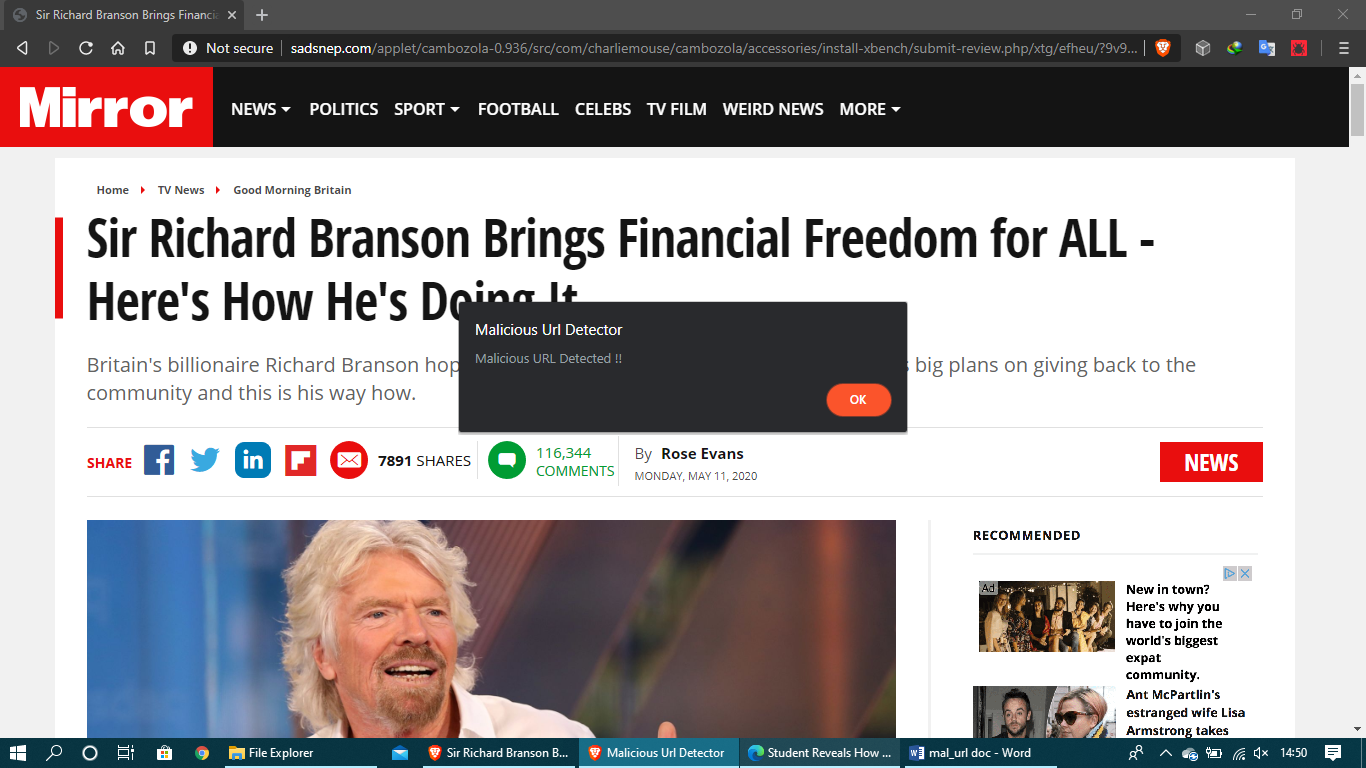 Sir Richard Branson Brings Financia
Not secure
sadsnep.com/applet/cambozola-0.936/src/com/charliemouse/cambozola/accessories/install-xbench/submit-review.php/xtg/efheu/?9v9...
Mirror
NEWS POLITICS SPORT FOOTBALL CELEBS TV FILM WEIRD NEWS MORE
Home TV News Good Morning Britain
Sir Richard Branson Brings Financial Freedom for ALL -
Here's How He's Doing It
Malicious Url Detector
Malicious URL Detected !!
OK
Britain's billionaire Richard Branson hop
big plans on giving back to the
community and this is his way how.
SHARE
7891 SHARES
116,344
COMMENTS
By Rose Evans
MONDAY, MAY 11, 2020
NEWS
RECOMMENDED
Ad
New in town?
Here's why you
have to join the
world's biggest
expat
community.
Ant McPartlin's
estranged wife Lisa
Armstrong takes
File Explorer
Sir Richard Branson B...
Malicious Url Detector
Student Reveals How ...
mal_url doc - Word
14:50